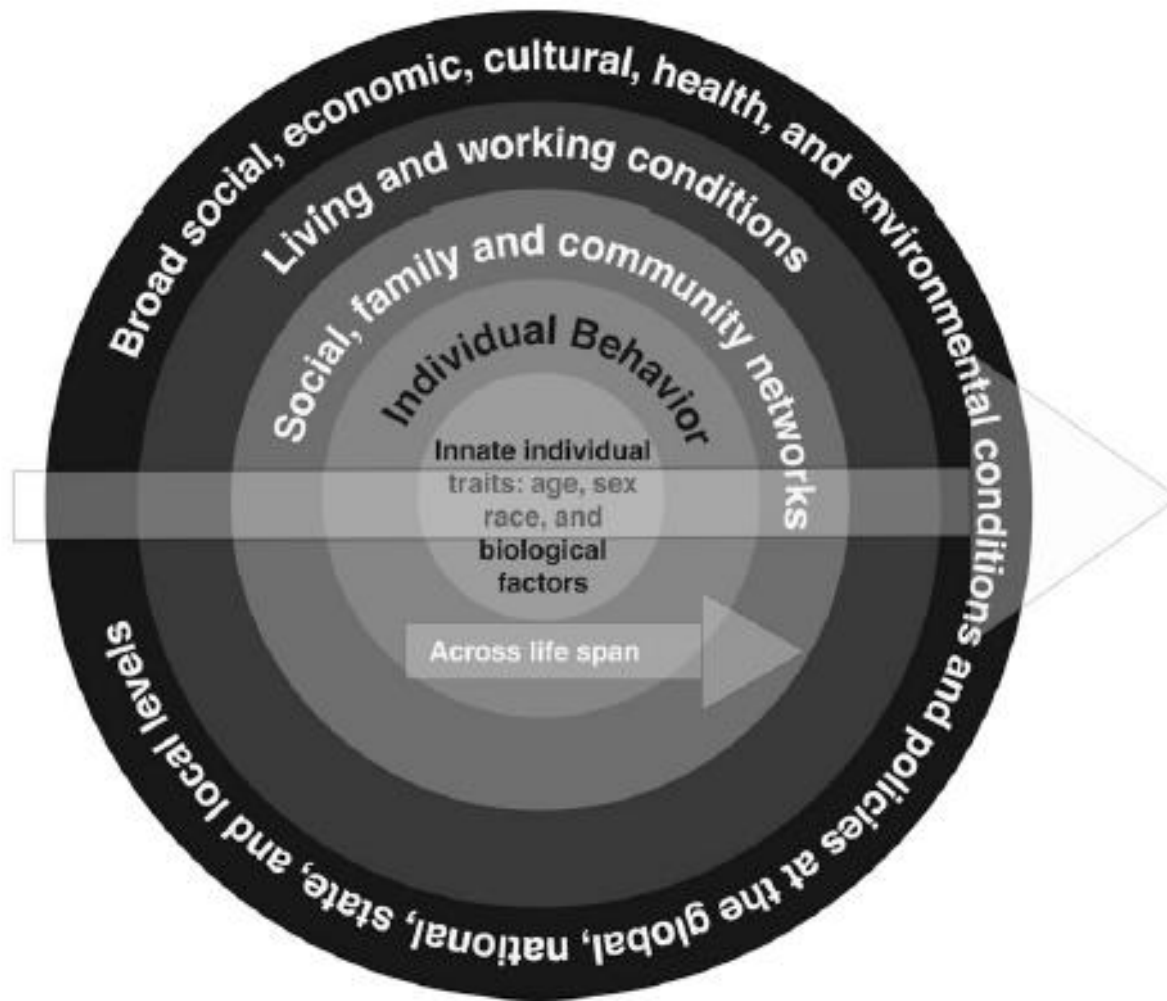 Broad social, economic, cultural, health, and environmental conditions and policies at the global, national, state, and local levels
Living and working conditions
Social, family and community networks
Individual Behavior
Innate individual
traits: age, sex
race, and
biological
factors
Across life span